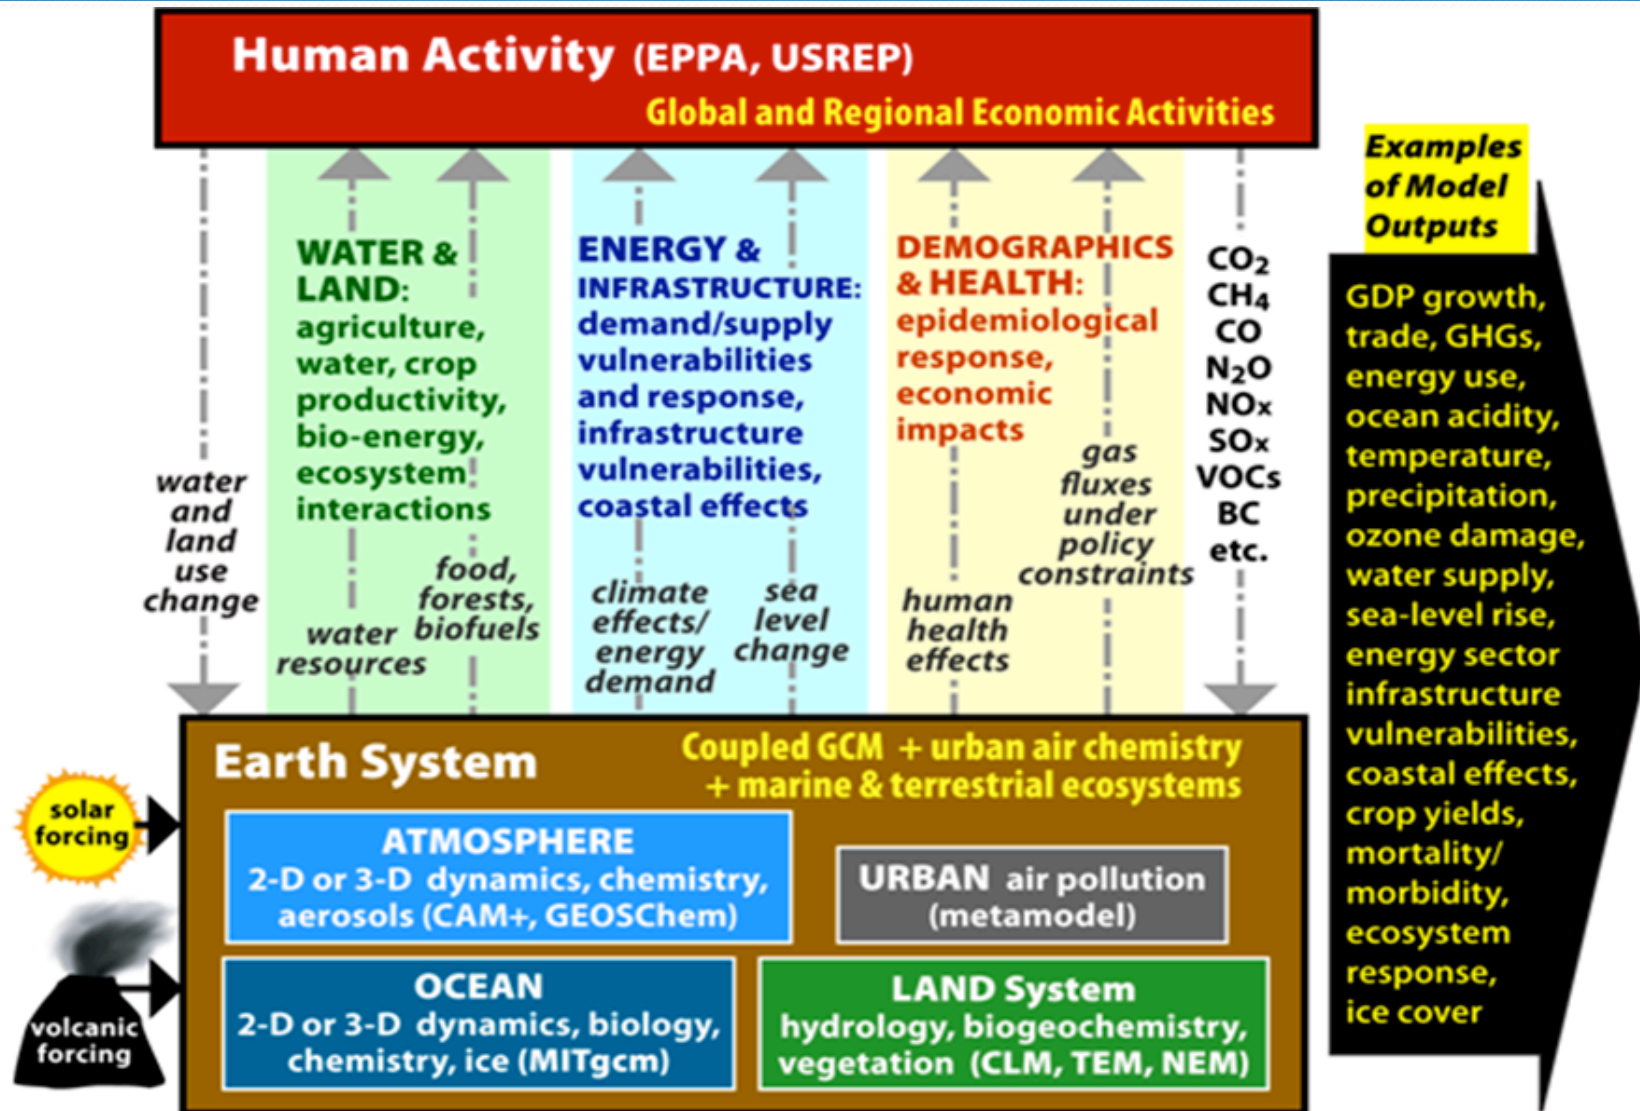 Human Activity (EPPA, USREP)
Global and Regional Economic Activities
water
and
land
use
change
WATER &
LAND:
agriculture,
water, crop
productivity,
bio-energy,
ecosystem
interactions
water
resources
food,
forests,
biofuels
ENERGY &
INFRASTRUCTURE:
demand/supply
vulnerabilities
and response,
infrastructure
vulnerabilities,
coastal effects
climate
effects/
energy
demand
sea
level
change
DEMOGRAPHICS
& HEALTH:
epidemiological
response,
economic
impacts
human
health
effects
gas
fluxes
under
policy
constraints
CO₂
CH₄
CO
N₂O
NOx
SOx
VOCs
BC
etc.
Earth System
Coupled GCM + urban air chemistry
+ marine & terrestrial ecosystems
solar
forcing
volcanic
forcing
ATMOSPHERE
2-D or 3-D dynamics, chemistry,
aerosols (CAM+, GEOSChem)
URBAN air pollution
(metamodel)
OCEAN
2-D or 3-D dynamics, biology,
chemistry, ice (MITgcm)
LAND System
hydrology, biogeochemistry,
vegetation (CLM, TEM, NEM)
Examples
of Model
Outputs
GDP growth,
trade, GHGs,
energy use,
ocean acidity,
temperature,
precipitation,
ozone damage,
water supply,
sea-level rise,
energy sector
infrastructure
vulnerabilities,
coastal effects,
crop yields,
mortality/
morbidity,
ecosystem
response,
ice cover